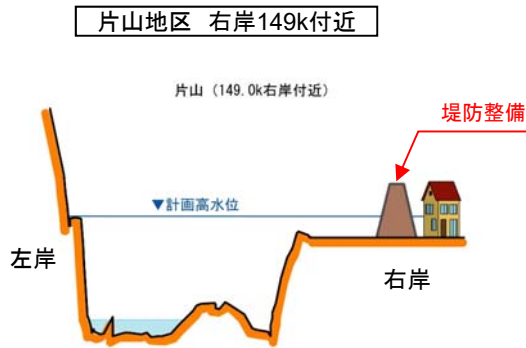 片山地区 右岸149k付近
片山（149.0k右岸付近）
堤防整備
▼計画高水位
左岸
右岸